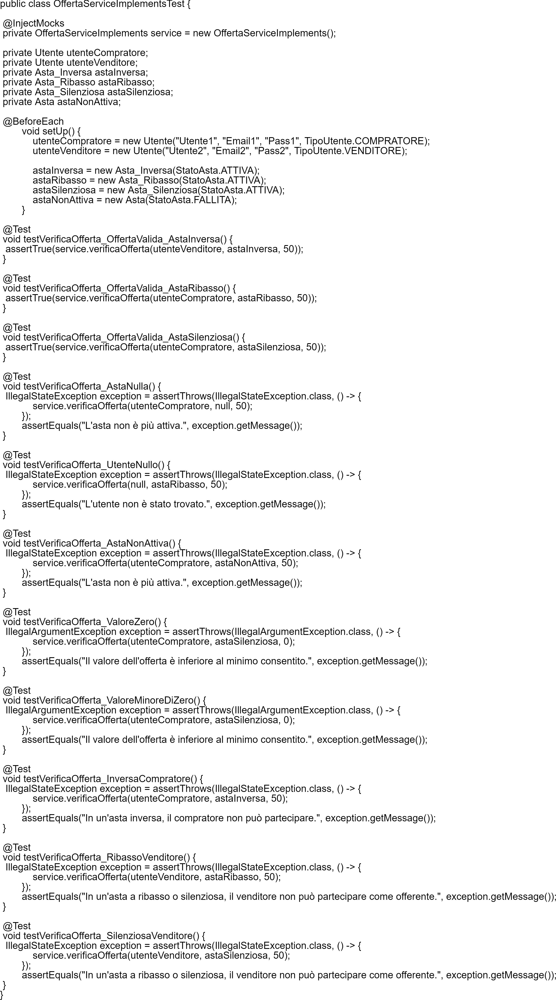 public class OffertaServiceImplementsTest {
@InjectMocks
private OffertaServiceImplements service = new OffertaServiceImplements();
private Utente utenteCompratore;
private Utente utenteVenditore;
private Asta_Inversa astaInversa;
private Asta_Ribasso astaRibasso;
private Asta_Silenziosa astaSilenziosa;
private Asta astaNonAttiva;
@BeforeEach
void setUp() {
utenteCompratore = new Utente("Utente1", "Email1", "Pass1", TipoUtente.COMPRATORE);
utenteVenditore = new Utente("Utente2", "Email2", "Pass2", TipoUtente.VENDITORE);
astaInversa = new Asta_Inversa(StatoAsta.ATTIVA);
astaRibasso = new Asta_Ribasso(StatoAsta.ATTIVA);
astaSilenziosa = new Asta_Silenziosa(StatoAsta.ATTIVA);
astaNonAttiva = new Asta(StatoAsta.FALLITA);
}
@Test
void testVerificaOfferta_OffertaValida_AstaInversa() {
assertTrue(service.verificaOfferta(utenteVenditore, astaInversa, 50));
}
@Test
void testVerificaOfferta_OffertaValida_AstaRibasso() {
assertTrue(service.verificaOfferta(utenteCompratore, astaRibasso, 50));
}
@Test
void testVerificaOfferta_OffertaValida_AstaSilenziosa() {
assertTrue(service.verificaOfferta(utenteCompratore, astaSilenziosa, 50));
}
@Test
void testVerificaOfferta_AstaNulla() {
IllegalStateException exception = assertThrows(IllegalStateException.class, () -> {
service.verificaOfferta(utenteCompratore, null, 50);
});
assertEquals("L'asta non è più attiva.", exception.getMessage());
}
@Test
void testVerificaOfferta_UtenteNullo() {
IllegalStateException exception = assertThrows(IllegalStateException.class, () -> {
service.verificaOfferta(null, astaRibasso, 50);
});
assertEquals("L'utente non è stato trovato.", exception.getMessage());
}
@Test
void testVerificaOfferta_AstaNonAttiva() {
IllegalStateException exception = assertThrows(IllegalStateException.class, () -> {
service.verificaOfferta(utenteCompratore, astaNonAttiva, 50);
});
assertEquals("L'asta non è più attiva.", exception.getMessage());
}
@Test
void testVerificaOfferta_ValoreZero() {
IllegalArgumentException exception = assertThrows(IllegalArgumentException.class, () -> {
service.verificaOfferta(utenteCompratore, astaSilenziosa, 0);
});
assertEquals("Il valore dell'offerta è inferiore al minimo consentito.", exception.getMessage());
}
@Test
void testVerificaOfferta_ValoreMinoreDiZero() {
IllegalArgumentException exception = assertThrows(IllegalArgumentException.class, () -> {
service.verificaOfferta(utenteCompratore, astaSilenziosa, 0);
});
assertEquals("Il valore dell'offerta è inferiore al minimo consentito.", exception.getMessage());
}
@Test
void testVerificaOfferta_InversaCompratore() {
IllegalStateException exception = assertThrows(IllegalStateException.class, () -> {
service.verificaOfferta(utenteCompratore, astaInversa, 50);
});
assertEquals("In un'asta inversa, il compratore non può partecipare.", exception.getMessage());
}
@Test
void testVerificaOfferta_RibassoVenditore() {
IllegalStateException exception = assertThrows(IllegalStateException.class, () -> {
service.verificaOfferta(utenteVenditore, astaRibasso, 50);
});
assertEquals("In un'asta a ribasso o silenziosa, il venditore non può partecipare come offerente.", exception.getMessage());
}
@Test
void testVerificaOfferta_SilenziosaVenditore() {
IllegalStateException exception = assertThrows(IllegalStateException.class, () -> {
service.verificaOfferta(utenteVenditore, astaSilenziosa, 50);
});
assertEquals("In un'asta a ribasso o silenziosa, il venditore non può partecipare come offerente.", exception.getMessage());
}
}